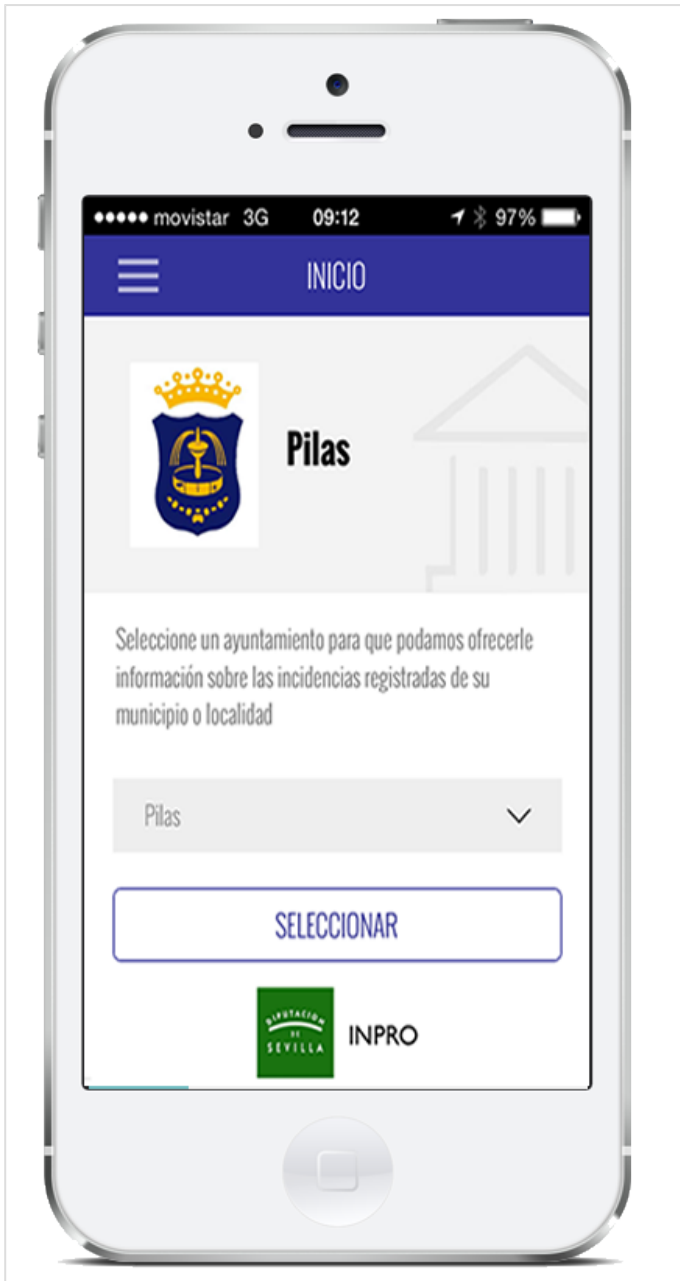 movistar 3G 09:12 97%
INICIO
Pilas
Seleccione un ayuntamiento para que podamos ofrecerle
información sobre las incidencias registradas de su
municipio o localidad
Pilas
SELECCIONAR
DIPUTACION
DE
SEVILLA
INPRO